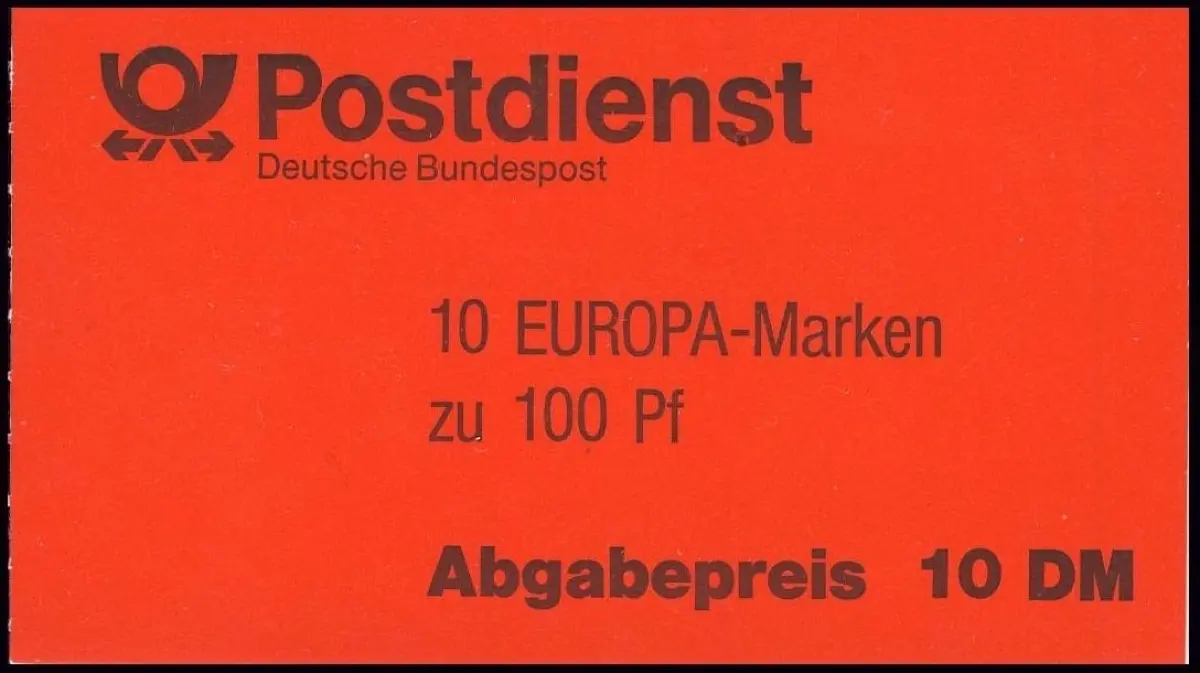 Postdienst
Deutsche Bundespost
10 EUROPA-Marken
zu 100 Pf
Abgabepreis 10 DM